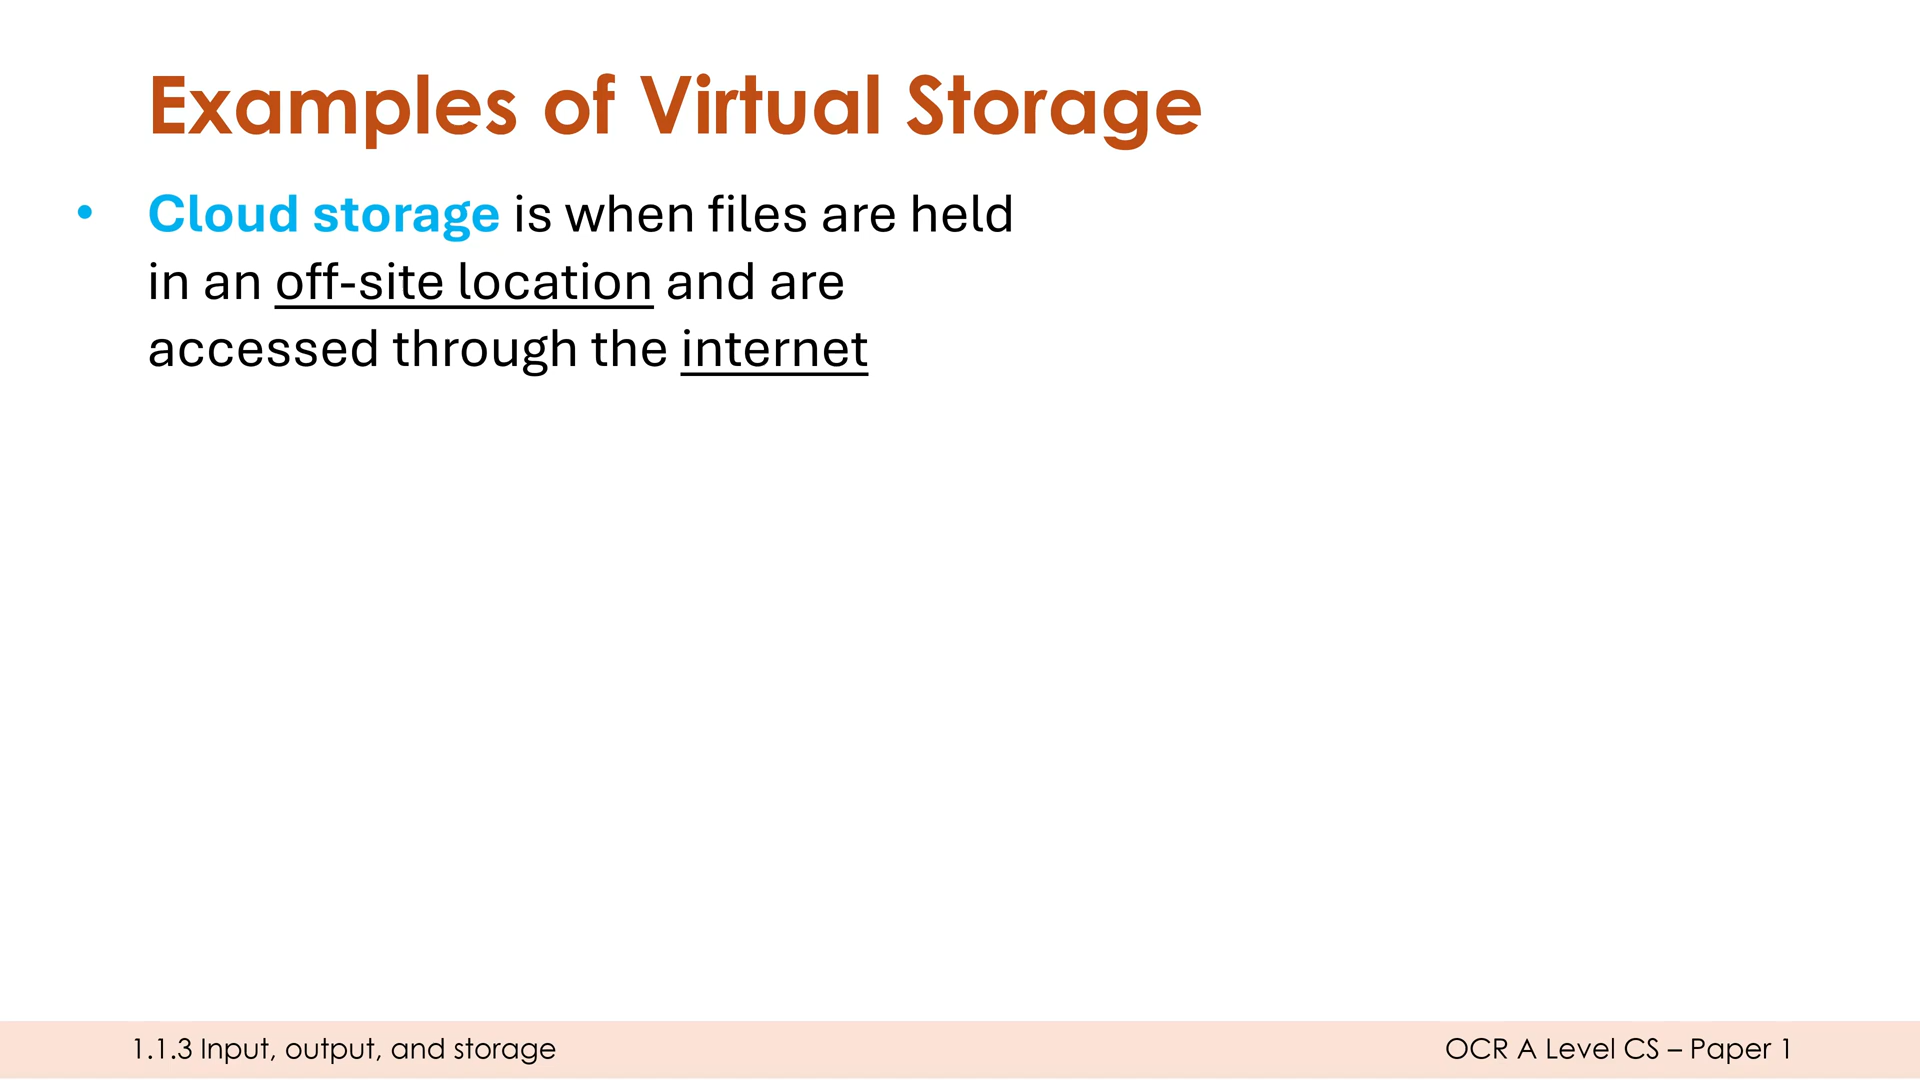 Examples of Virtual Storage
• Cloud storage is when files are held
in an off-site location and are
accessed through the internet
1.1.3 Input, output, and storage
OCR A Level CS – Paper 1